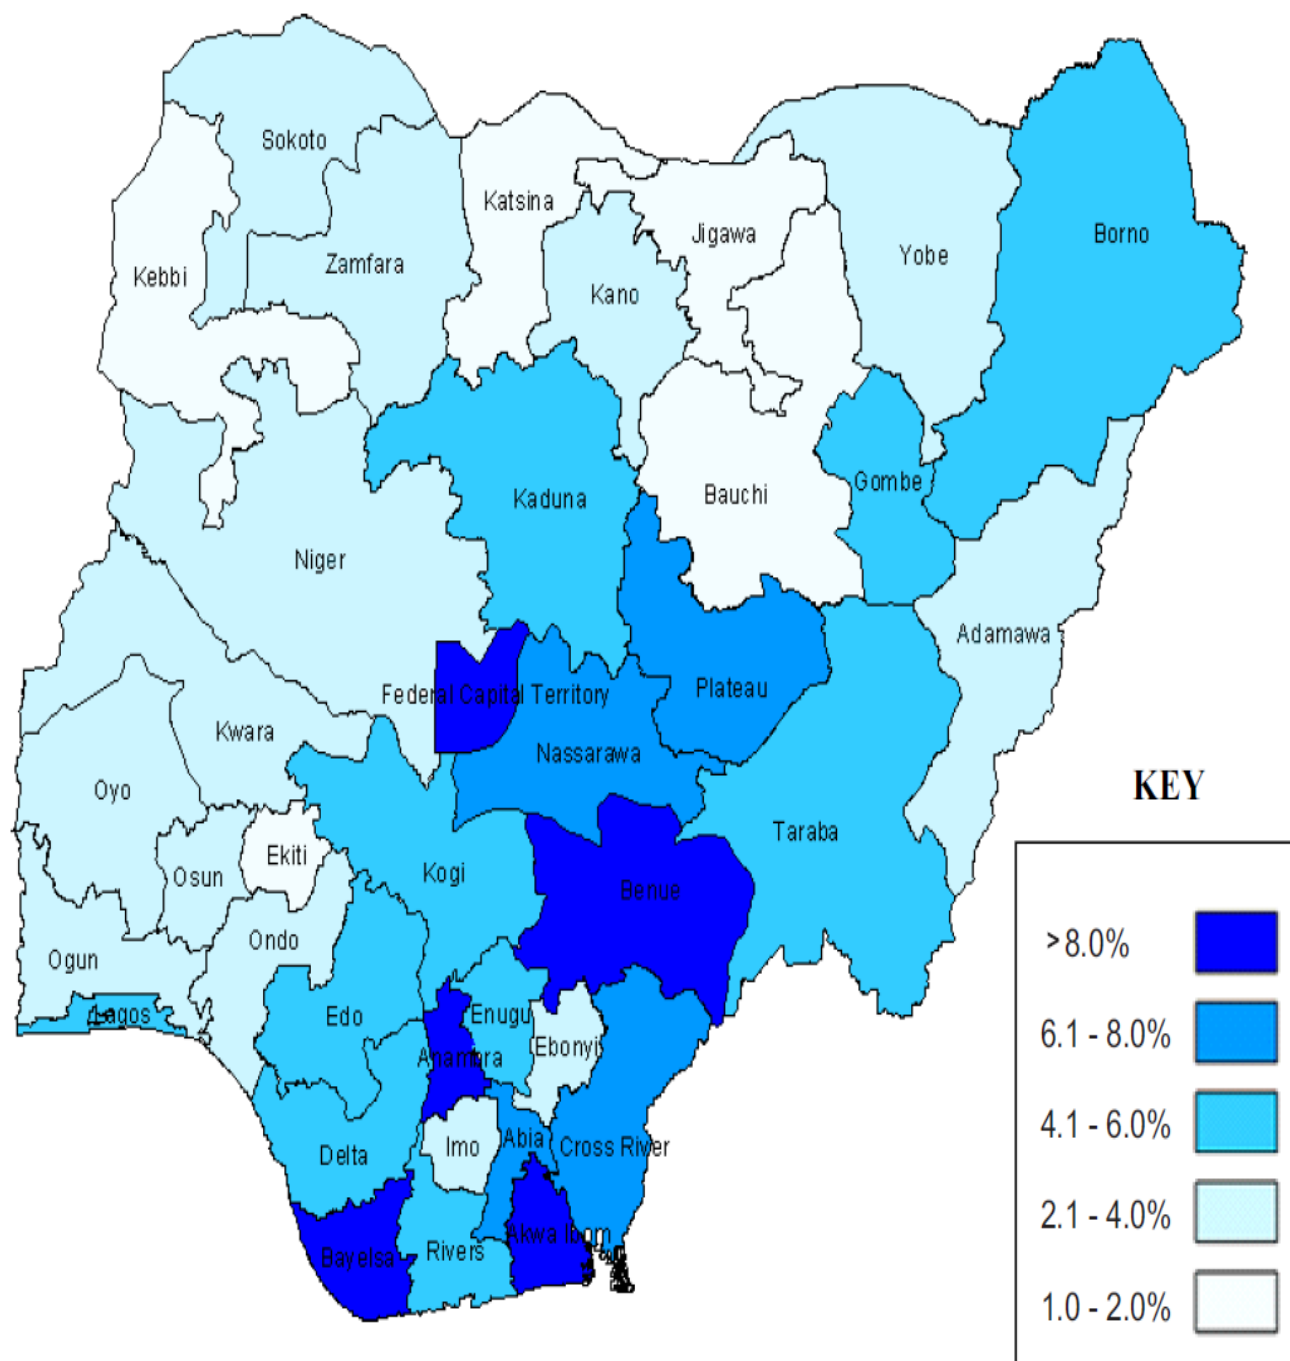 Sokoto
Katsina
Jigawa
Borno
Yobe
Kebbi
Zamfara
Kano
Gombe
Bauchi
Kaduna
Niger
Adamawa
Federal Capital Territory
Plateau
Kwara
Nassarawa
Oyo
Taraba
Ekiti
Osun
Kogi
Benue
Ondo
Ogun
Lagos
Edo
Enugu
Ebonyi
Anambra
Delta
Imo
Abia
Cross River
Akwa Ibom
Bayelsa
Rivers
KEY
>8.0%
6.1 - 8.0%
4.1 - 6.0%
2.1 - 4.0%
1.0 - 2.0%